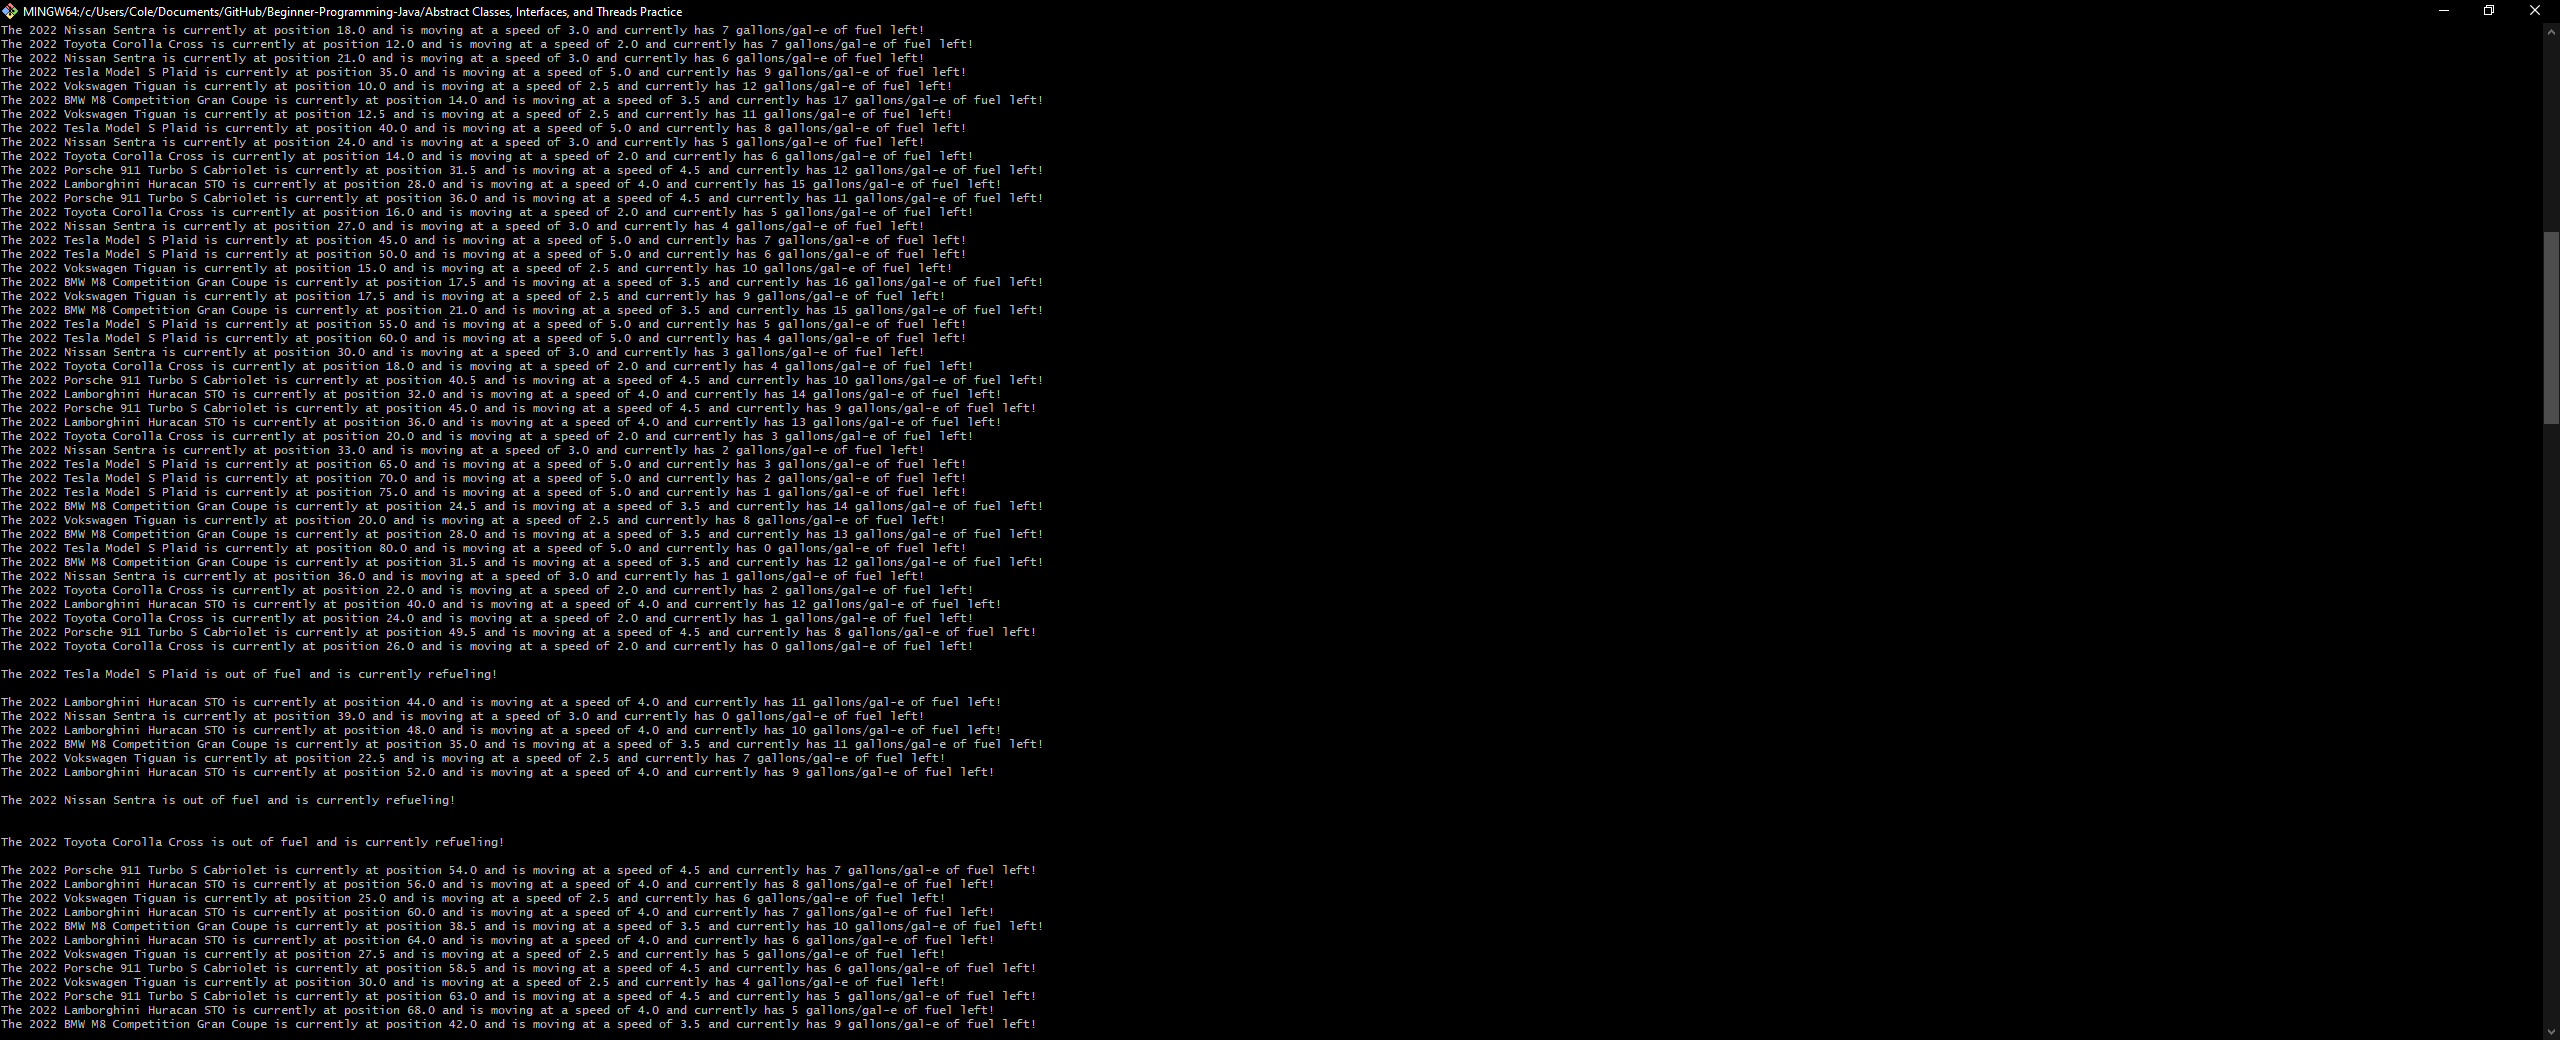 MINGW64:/c/Users/Cole/Documents/GitHub/Beginner-Programming-Java/Abstract Classes, Interfaces, and Threads Practice
The 2022 Nissan Sentra is currently at position 18.0 and is moving at a speed of 3.0 and currently has 7 gallons/gal-e of fuel left!
The 2022 Toyota Corolla Cross is currently at position 12.0 and is moving at a speed of 2.0 and currently has 7 gallons/gal-e of fuel left!
The 2022 Nissan Sentra is currently at position 21.0 and is moving at a speed of 3.0 and currently has 6 gallons/gal-e of fuel left!
The 2022 Tesla Model S Plaid is currently at position 35.0 and is moving at a speed of 5.0 and currently has 9 gallons/gal-e of fuel left!
The 2022 Vokswagen Tiguan is currently at position 10.0 and is moving at a speed of 2.5 and currently has 12 gallons/gal-e of fuel left!
The 2022 BMW M8 Competition Gran Coupe is currently at position 14.0 and is moving at a speed of 3.5 and currently has 17 gallons/gal-e of fuel left!
The 2022 Vokswagen Tiguan is currently at position 12.5 and is moving at a speed of 2.5 and currently has 11 gallons/gal-e of fuel left!
The 2022 Tesla Model S Plaid is currently at position 40.0 and is moving at a speed of 5.0 and currently has 8 gallons/gal-e of fuel left!
The 2022 Nissan Sentra is currently at position 24.0 and is moving at a speed of 3.0 and currently has 5 gallons/gal-e of fuel left!
The 2022 Toyota Corolla Cross is currently at position 14.0 and is moving at a speed of 2.0 and currently has 6 gallons/gal-e of fuel left!
The 2022 Porsche 911 Turbo S Cabriolet is currently at position 31.5 and is moving at a speed of 4.5 and currently has 12 gallons/gal-e of fuel left!
The 2022 Lamborghini Huracan STO is currently at position 28.0 and is moving at a speed of 4.0 and currently has 15 gallons/gal-e of fuel left!
The 2022 Porsche 911 Turbo S Cabriolet is currently at position 36.0 and is moving at a speed of 4.5 and currently has 11 gallons/gal-e of fuel left!
The 2022 Toyota Corolla Cross is currently at position 16.0 and is moving at a speed of 2.0 and currently has 5 gallons/gal-e of fuel left!
The 2022 Nissan Sentra is currently at position 27.0 and is moving at a speed of 3.0 and currently has 4 gallons/gal-e of fuel left!
The 2022 Tesla Model S Plaid is currently at position 45.0 and is moving at a speed of 5.0 and currently has 7 gallons/gal-e of fuel left!
The 2022 Tesla Model S Plaid is currently at position 50.0 and is moving at a speed of 5.0 and currently has 6 gallons/gal-e of fuel left!
The 2022 Vokswagen Tiguan is currently at position 15.0 and is moving at a speed of 2.5 and currently has 10 gallons/gal-e of fuel left!
The 2022 BMW M8 Competition Gran Coupe is currently at position 17.5 and is moving at a speed of 3.5 and currently has 16 gallons/gal-e of fuel left!
The 2022 Vokswagen Tiguan is currently at position 17.5 and is moving at a speed of 2.5 and currently has 9 gallons/gal-e of fuel left!
The 2022 BMW M8 Competition Gran Coupe is currently at position 21.0 and is moving at a speed of 3.5 and currently has 15 gallons/gal-e of fuel left!
The 2022 Tesla Model S Plaid is currently at position 55.0 and is moving at a speed of 5.0 and currently has 5 gallons/gal-e of fuel left!
The 2022 Tesla Model S Plaid is currently at position 60.0 and is moving at a speed of 5.0 and currently has 4 gallons/gal-e of fuel left!
The 2022 Nissan Sentra is currently at position 30.0 and is moving at a speed of 3.0 and currently has 3 gallons/gal-e of fuel left!
The 2022 Toyota Corolla Cross is currently at position 18.0 and is moving at a speed of 2.0 and currently has 4 gallons/gal-e of fuel left!
The 2022 Porsche 911 Turbo S Cabriolet is currently at position 40.5 and is moving at a speed of 4.5 and currently has 10 gallons/gal-e of fuel left!
The 2022 Lamborghini Huracan STO is currently at position 32.0 and is moving at a speed of 4.0 and currently has 14 gallons/gal-e of fuel left!
The 2022 Porsche 911 Turbo S Cabriolet is currently at position 45.0 and is moving at a speed of 4.5 and currently has 9 gallons/gal-e of fuel left!
The 2022 Lamborghini Huracan STO is currently at position 36.0 and is moving at a speed of 4.0 and currently has 13 gallons/gal-e of fuel left!
The 2022 Toyota Corolla Cross is currently at position 20.0 and is moving at a speed of 2.0 and currently has 3 gallons/gal-e of fuel left!
The 2022 Nissan Sentra is currently at position 33.0 and is moving at a speed of 3.0 and currently has 2 gallons/gal-e of fuel left!
The 2022 Tesla Model S Plaid is currently at position 65.0 and is moving at a speed of 5.0 and currently has 3 gallons/gal-e of fuel left!
The 2022 Tesla Model S Plaid is currently at position 70.0 and is moving at a speed of 5.0 and currently has 2 gallons/gal-e of fuel left!
The 2022 Tesla Model S Plaid is currently at position 75.0 and is moving at a speed of 5.0 and currently has 1 gallons/gal-e of fuel left!
The 2022 BMW M8 Competition Gran Coupe is currently at position 24.5 and is moving at a speed of 3.5 and currently has 14 gallons/gal-e of fuel left!
The 2022 Vokswagen Tiguan is currently at position 20.0 and is moving at a speed of 2.5 and currently has 8 gallons/gal-e of fuel left!
The 2022 BMW M8 Competition Gran Coupe is currently at position 28.0 and is moving at a speed of 3.5 and currently has 13 gallons/gal-e of fuel left!
The 2022 Tesla Model S Plaid is currently at position 80.0 and is moving at a speed of 5.0 and currently has 0 gallons/gal-e of fuel left!
The 2022 BMW M8 Competition Gran Coupe is currently at position 31.5 and is moving at a speed of 3.5 and currently has 12 gallons/gal-e of fuel left!
The 2022 Nissan Sentra is currently at position 36.0 and is moving at a speed of 3.0 and currently has 1 gallons/gal-e of fuel left!
The 2022 Toyota Corolla Cross is currently at position 22.0 and is moving at a speed of 2.0 and currently has 2 gallons/gal-e of fuel left!
The 2022 Lamborghini Huracan STO is currently at position 40.0 and is moving at a speed of 4.0 and currently has 12 gallons/gal-e of fuel left!
The 2022 Toyota Corolla Cross is currently at position 24.0 and is moving at a speed of 2.0 and currently has 1 gallons/gal-e of fuel left!
The 2022 Porsche 911 Turbo S Cabriolet is currently at position 49.5 and is moving at a speed of 4.5 and currently has 8 gallons/gal-e of fuel left!
The 2022 Toyota Corolla Cross is currently at position 26.0 and is moving at a speed of 2.0 and currently has 0 gallons/gal-e of fuel left!
The 2022 Tesla Model S Plaid is out of fuel and is currently refueling!
The 2022 Lamborghini Huracan STO is currently at position 44.0 and is moving at a speed of 4.0 and currently has 11 gallons/gal-e of fuel left!
The 2022 Nissan Sentra is currently at position 39.0 and is moving at a speed of 3.0 and currently has 0 gallons/gal-e of fuel left!
The 2022 Lamborghini Huracan STO is currently at position 48.0 and is moving at a speed of 4.0 and currently has 10 gallons/gal-e of fuel left!
The 2022 BMW M8 Competition Gran Coupe is currently at position 35.0 and is moving at a speed of 3.5 and currently has 11 gallons/gal-e of fuel left!
The 2022 Vokswagen Tiguan is currently at position 22.5 and is moving at a speed of 2.5 and currently has 7 gallons/gal-e of fuel left!
The 2022 Lamborghini Huracan STO is currently at position 52.0 and is moving at a speed of 4.0 and currently has 9 gallons/gal-e of fuel left!
The 2022 Nissan Sentra is out of fuel and is currently refueling!
The 2022 Toyota Corolla Cross is out of fuel and is currently refueling!
The 2022 Porsche 911 Turbo S Cabriolet is currently at position 54.0 and is moving at a speed of 4.5 and currently has 7 gallons/gal-e of fuel left!
The 2022 Lamborghini Huracan STO is currently at position 56.0 and is moving at a speed of 4.0 and currently has 8 gallons/gal-e of fuel left!
The 2022 Vokswagen Tiguan is currently at position 25.0 and is moving at a speed of 2.5 and currently has 6 gallons/gal-e of fuel left!
The 2022 Lamborghini Huracan STO is currently at position 60.0 and is moving at a speed of 4.0 and currently has 7 gallons/gal-e of fuel left!
The 2022 BMW M8 Competition Gran Coupe is currently at position 38.5 and is moving at a speed of 3.5 and currently has 10 gallons/gal-e of fuel left!
The 2022 Lamborghini Huracan STO is currently at position 64.0 and is moving at a speed of 4.0 and currently has 6 gallons/gal-e of fuel left!
The 2022 Vokswagen Tiguan is currently at position 27.5 and is moving at a speed of 2.5 and currently has 5 gallons/gal-e of fuel left!
The 2022 Porsche 911 Turbo S Cabriolet is currently at position 58.5 and is moving at a speed of 4.5 and currently has 6 gallons/gal-e of fuel left!
The 2022 Vokswagen Tiguan is currently at position 30.0 and is moving at a speed of 2.5 and currently has 4 gallons/gal-e of fuel left!
The 2022 Porsche 911 Turbo S Cabriolet is currently at position 63.0 and is moving at a speed of 4.5 and currently has 5 gallons/gal-e of fuel left!
The 2022 Lamborghini Huracan STO is currently at position 68.0 and is moving at a speed of 4.0 and currently has 5 gallons/gal-e of fuel left!
The 2022 BMW M8 Competition Gran Coupe is currently at position 42.0 and is moving at a speed of 3.5 and currently has 9 gallons/gal-e of fuel left!